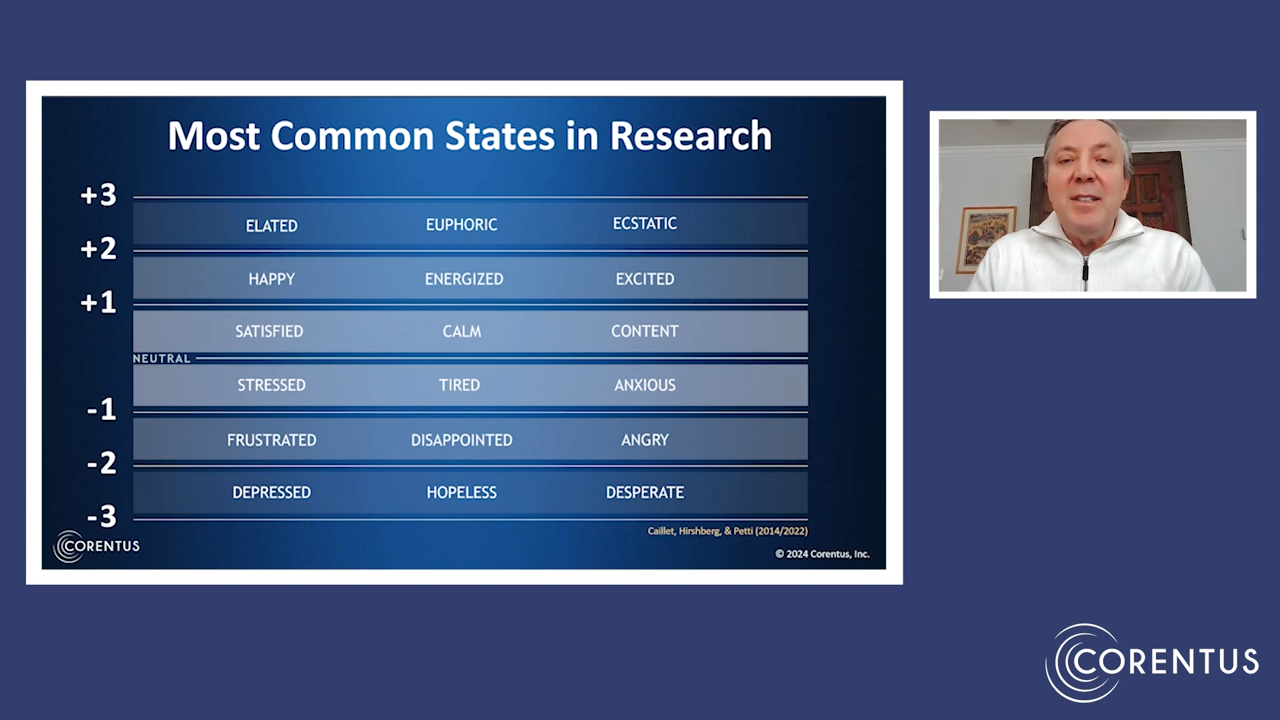 Most Common States in Research
+3
ELATED EUPHORIC ECSTATIC
+2
HAPPY ENERGIZED EXCITED
+1
SATISFIED CALM CONTENT
NEUTRAL
STRESSED TIRED ANXIOUS
-1
FRUSTRATED DISAPPOINTED ANGRY
-2
DEPRESSED HOPELESS DESPERATE
-3
Caillet, Hirshberg, & Petti (2014/2022)
CORENTUS
© 2024 Corentus, Inc.
CORENTUS